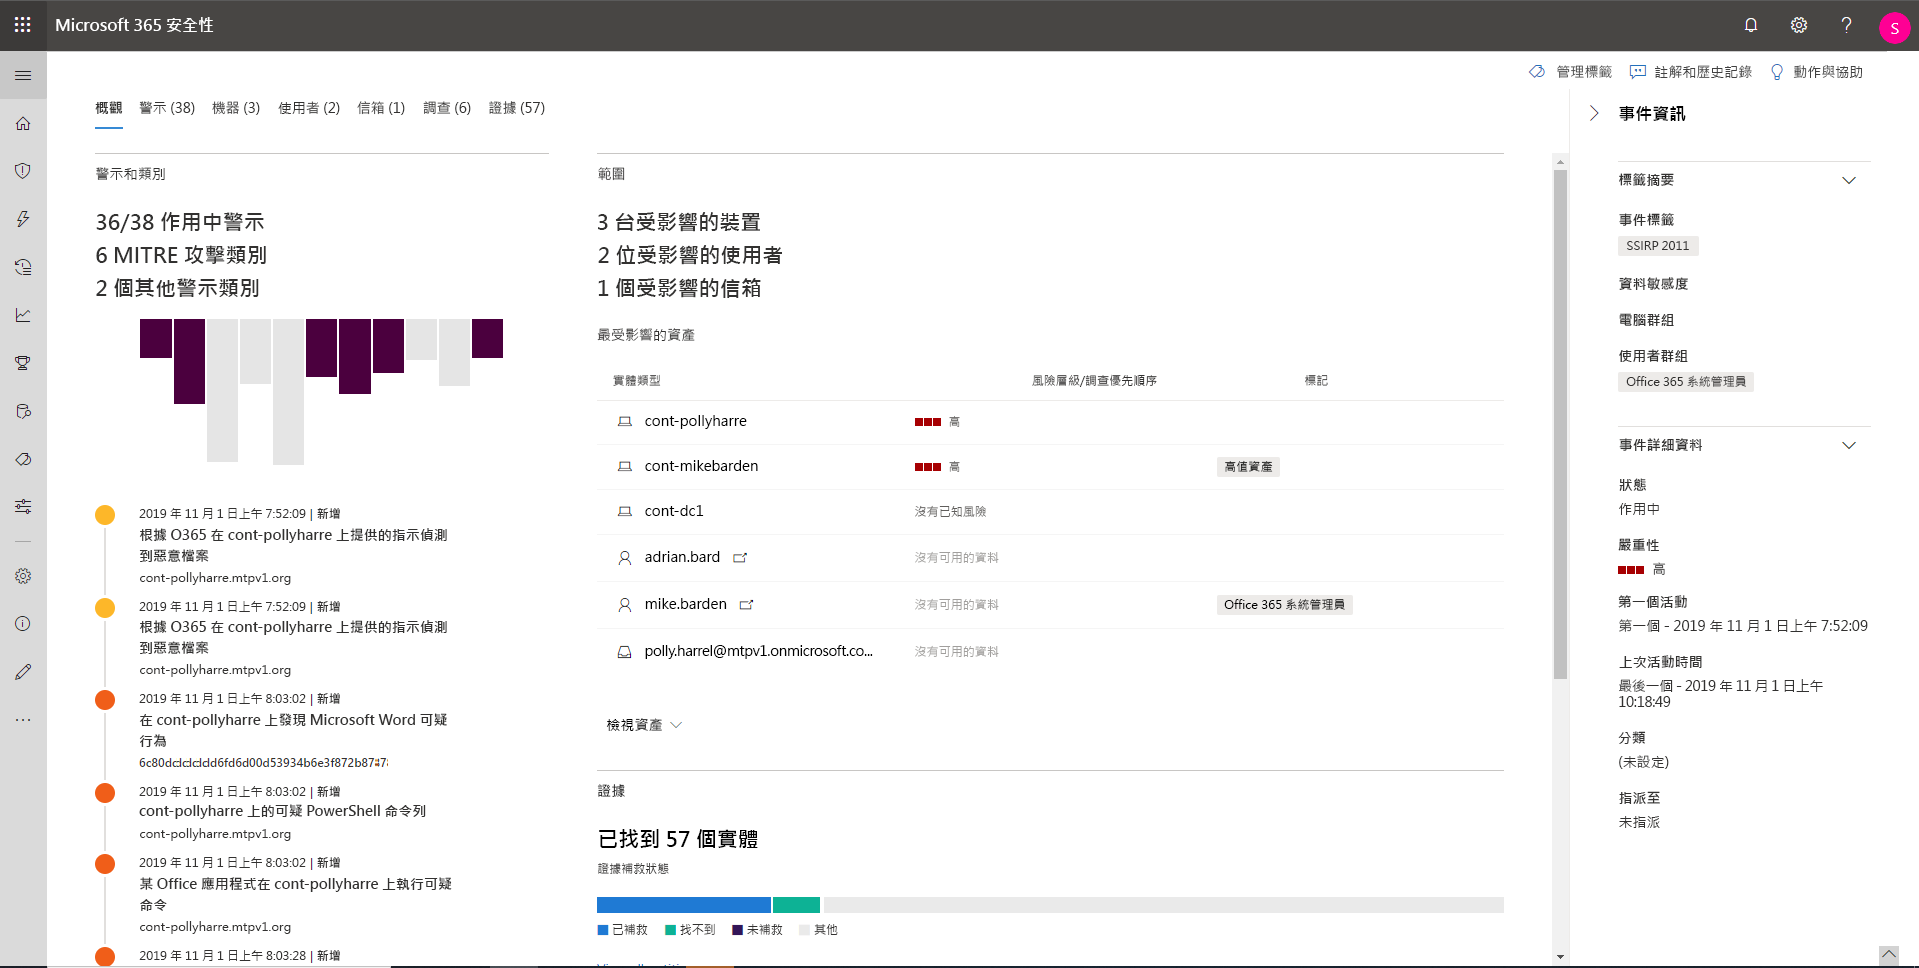 Microsoft 365 安全性
S
管理標籤
註解和歷史記錄
動作與協助
概觀
警示 (38)
機器 (3)
使用者 (2)
信箱 (1)
調查 (6)
證據 (57)
警示和類別
36/38 作用中警示
6 MITRE 攻擊類別
2 個其他警示類別
2019 年 11 月 1 日上午 7:52:09 | 新增
根據 O365 在 cont-pollyharre 上提供的指示偵測
到惡意檔案
cont-pollyharre.mtpv1.org
2019 年 11 月 1 日上午 7:52:09 | 新增
根據 O365 在 cont-pollyharre 上提供的指示偵測
到惡意檔案
cont-pollyharre.mtpv1.org
2019 年 11 月 1 日上午 8:03:02 | 新增
在 cont-pollyharre 上發現 Microsoft Word 可疑
行為
2019 年 11 月 1 日上午 8:03:02 | 新增
cont-pollyharre 上的可疑 PowerShell 命令列
cont-pollyharre.mtpv1.org
2019 年 11 月 1 日上午 8:03:02 | 新增
某 Office 應用程式在 cont-pollyharre 上執行可疑
命令
cont-pollyharre.mtpv1.org
2019 年 11 月 1 日上午 8:03:28 | 新增
範圍
3 台受影響的裝置
2 位受影響的使用者
1 個受影響的信箱
最受影響的資產
實體類型
風險層級/調查優先順序
標記
cont-pollyharre
高
cont-mikebarden
高
高值資產
cont-dc1
沒有已知風險
adrian.bard
沒有可用的資料
mike.barden
沒有可用的資料
Office 365 系統管理員
polly.harrel@mtpv1.onmicrosoft.co...
沒有可用的資料
檢視資產
證據
已找到 57 個實體
證據補救狀態
已補救
找不到
未補救
其他
事件資訊
標籤摘要
事件標籤
SSIRP 2011
資料敏感度
電腦群組
使用者群組
Office 365 系統管理員
事件詳細資料
狀態
作用中
嚴重性
高
第一個活動
第一個 - 2019 年 11 月 1 日上午 7:52:09
上次活動時間
最後一個 - 2019 年 11 月 1 日上午
10:18:49
分類
(未設定)
指派至
未指派